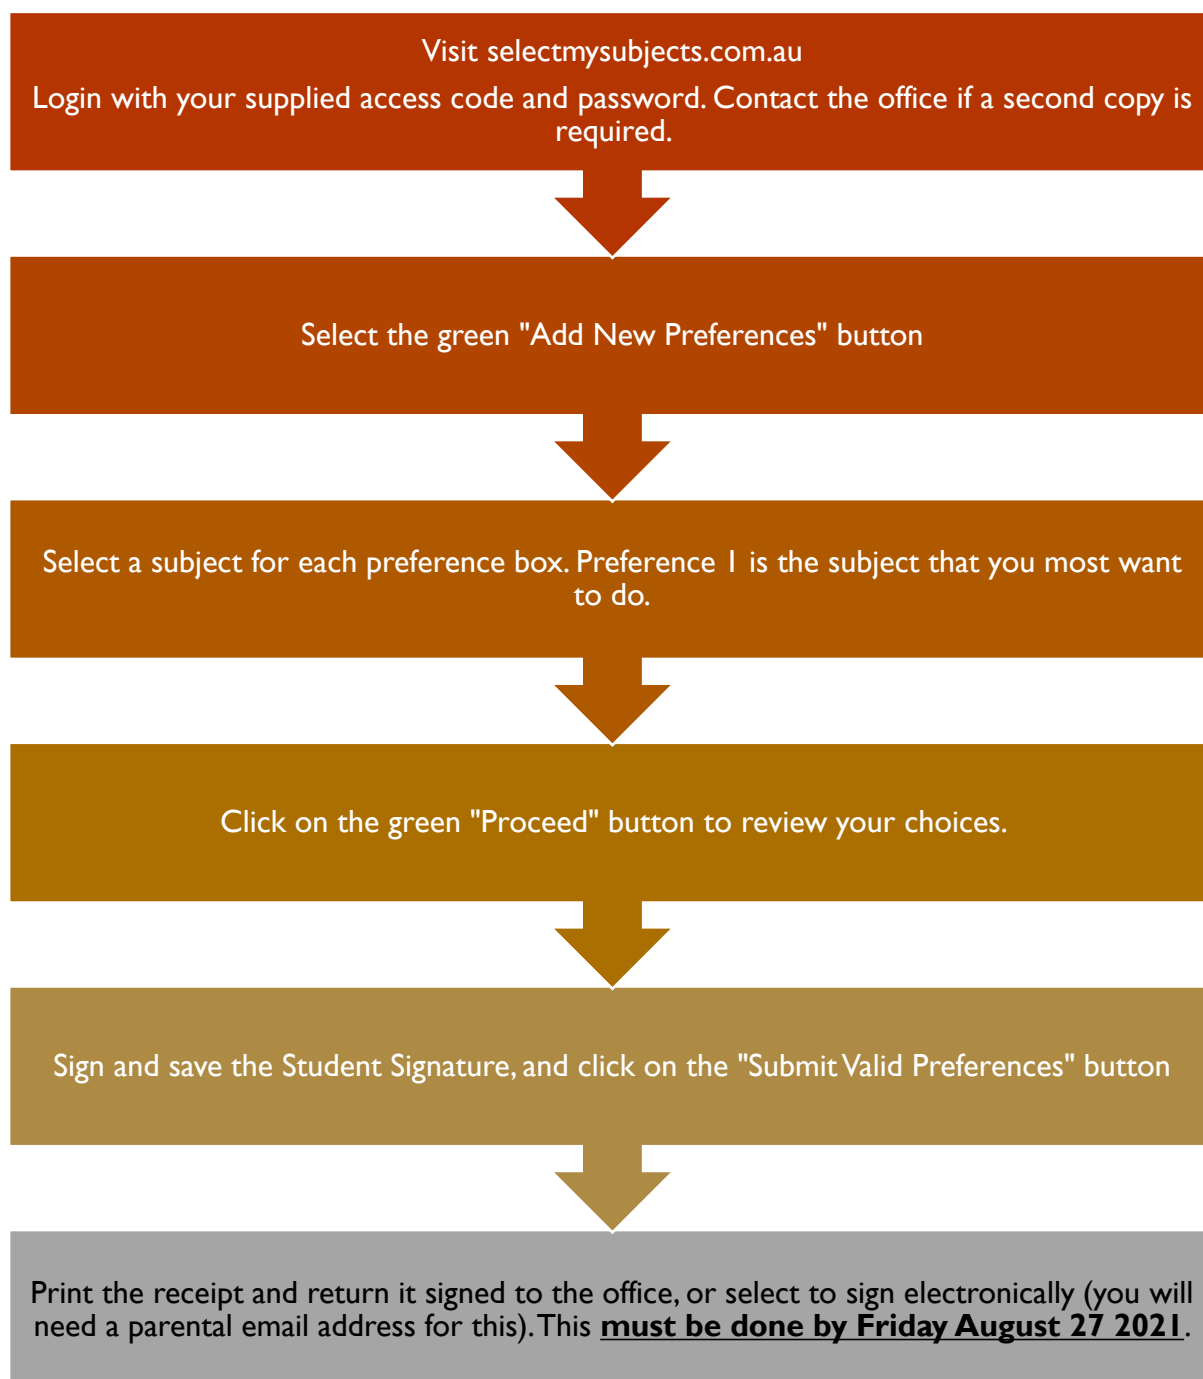 Visit selectmysubjects.com.au
Login with your supplied access code and password. Contact the office if a second copy is
required.
Select the green "Add New Preferences" button
Select a subject for each preference box. Preference 1 is the subject that you most want
to do.
Click on the green "Proceed" button to review your choices.
Sign and save the Student Signature, and click on the "Submit Valid Preferences" button
Print the receipt and return it signed to the office, or select to sign electronically (you will
need a parental email address for this). This must be done by Friday August 27 2021.